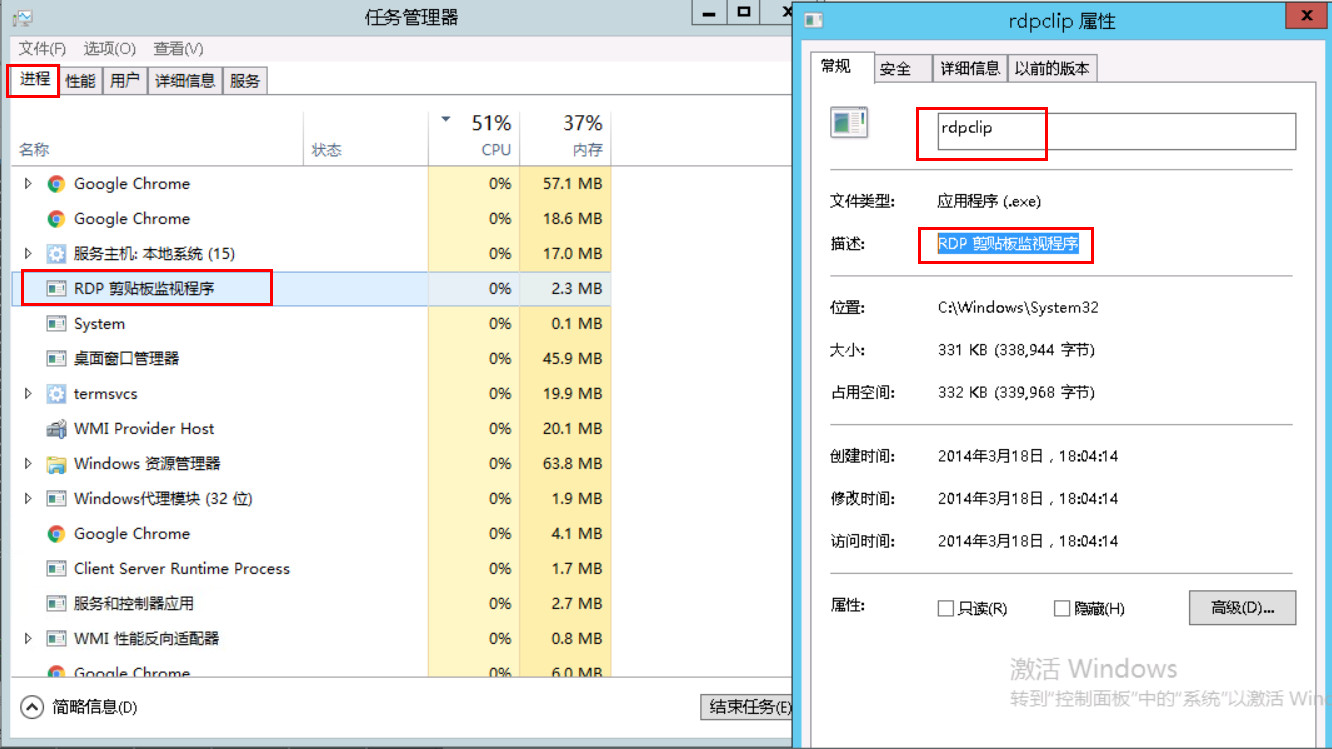 任务管理器
文件(F) 选项(O) 查看(V)
进程 性能 用户 详细信息 服务
51% 37%
名称 状态 CPU 内存
Google Chrome 0% 57.1 MB
Google Chrome 0% 18.6 MB
服务主机: 本地系统 (15) 0% 17.0 MB
RDP 剪贴板监视程序 0% 2.3 MB
System 0% 0.1 MB
桌面窗口管理器 0% 45.9 MB
termsvcs 0% 19.9 MB
WMI Provider Host 0% 20.1 MB
Windows 资源管理器 0% 63.8 MB
Windows代理模块 (32 位) 0% 1.9 MB
Google Chrome 0% 4.1 MB
Client Server Runtime Process 0% 1.7 MB
服务和控制器应用 0% 2.7 MB
WMI 性能反向适配器 0% 0.8 MB
Google Chrome 0% 6.0 MB
简略信息(D) 结束任务(E)
rdpclip 属性
常规 安全 详细信息 以前的版本
rdpclip
文件类型: 应用程序 (.exe)
描述: RDP 剪贴板监视程序
位置: C:\Windows\System32
大小: 331 KB (338,944 字节)
占用空间: 332 KB (339,968 字节)
创建时间: 2014年3月18日，18:04:14
修改时间: 2014年3月18日，18:04:14
访问时间: 2014年3月18日，18:04:14
属性: 只读(R) 隐藏(H) 高级(D)...
激活 Windows
转到"控制面板"中的"系统"以激活 Win